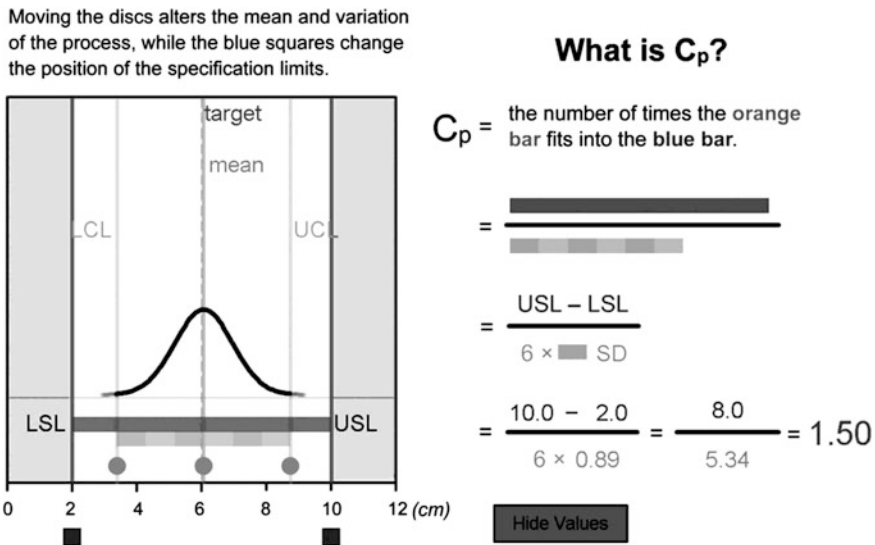 Moving the discs alters the mean and variation
of the process, while the blue squares change
the position of the specification limits.
What is Cp?
target
mean
LCL
UCL
LSL
USL
0 2 4 6 8 10 12 (cm)
Cp = the number of times the orange
bar fits into the blue bar.
=
= USL – LSL
6 × SD
= 10.0 – 2.0 = 8.0 = 1.50
6 × 0.89 5.34
Hide Values